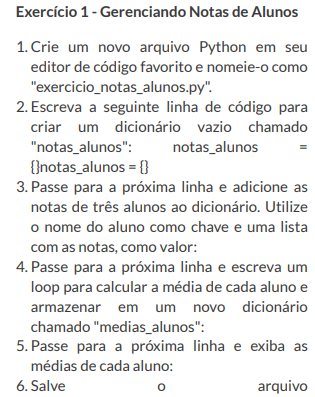 Exercício 1 - Gerenciando Notas de Alunos
1. Crie um novo arquivo Python em seu
editor de código favorito e nomeie-o como
"exercicio_notas_alunos.py".
2. Escreva a seguinte linha de código para
criar um dicionário vazio chamado
"notas_alunos": notas_alunos =
{}notas_alunos = {}
3. Passe para a próxima linha e adicione as
notas de três alunos ao dicionário. Utilize
o nome do aluno como chave e uma lista
com as notas, como valor:
4. Passe para a próxima linha e escreva um
loop para calcular a média de cada aluno e
armazenar em um novo dicionário
chamado "medias_alunos":
5. Passe para a próxima linha e exiba as
médias de cada aluno:
6. Salve o arquivo